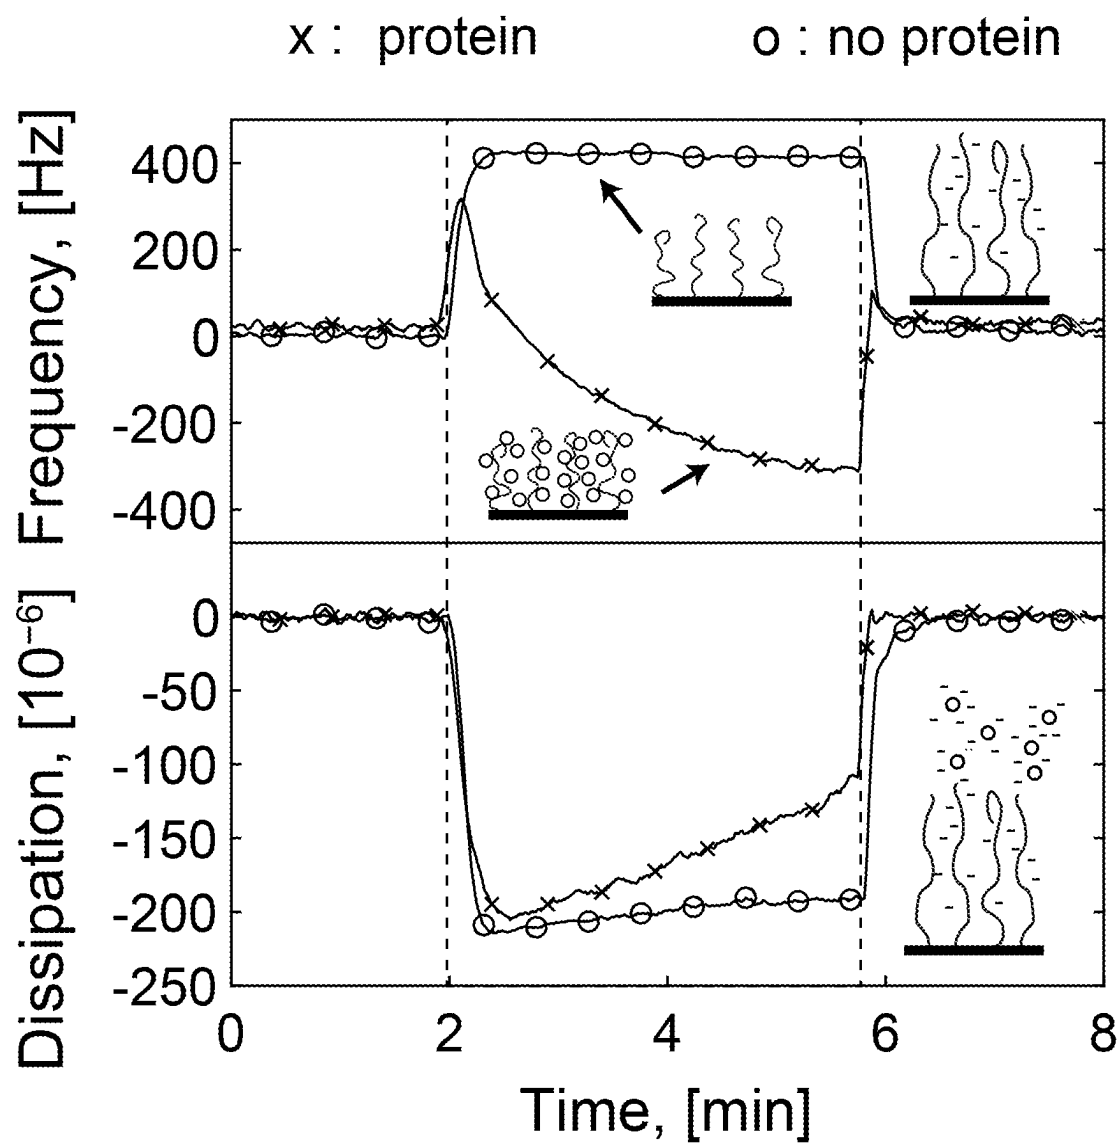 x : protein o : no protein
Frequency, [Hz]
400
200
0
-200
-400
Dissipation, [10⁻⁶]
0
-50
-100
-150
-200
-250
0 2 4 6 8
Time, [min]